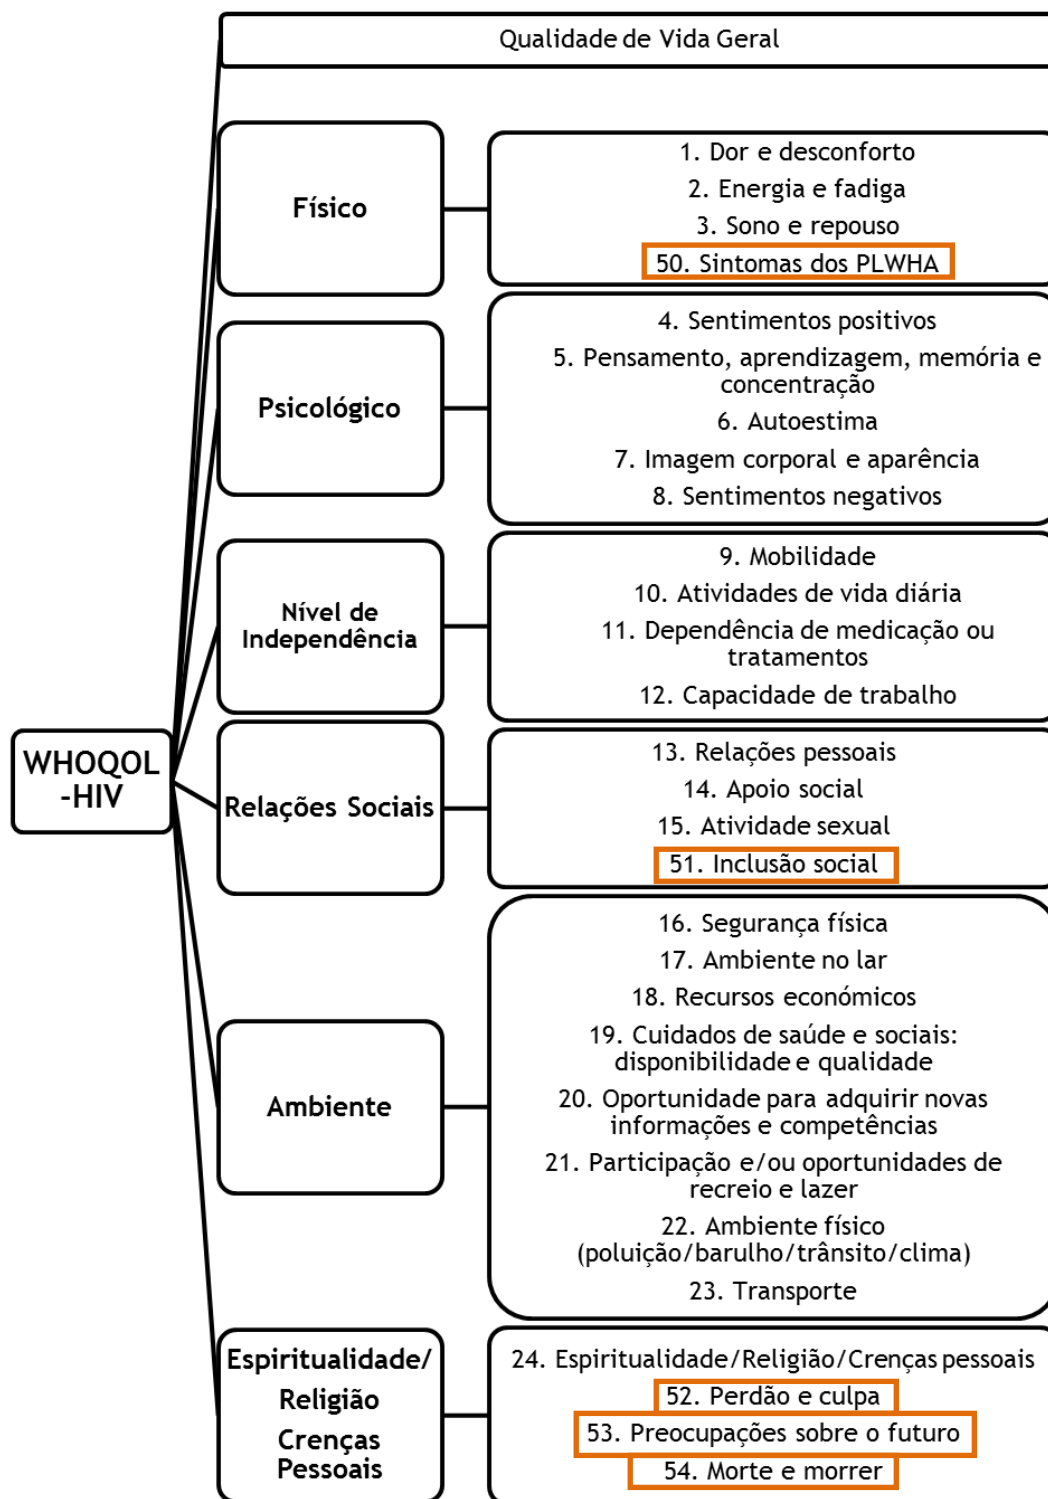 Qualidade de Vida Geral
Físico
1. Dor e desconforto
2. Energia e fadiga
3. Sono e repouso
50. Sintomas dos PLWHA
Psicológico
4. Sentimentos positivos
5. Pensamento, aprendizagem, memória e
concentração
6. Autoestima
7. Imagem corporal e aparência
8. Sentimentos negativos
Nível de
Independência
9. Mobilidade
10. Atividades de vida diária
11. Dependência de medicação ou
tratamentos
12. Capacidade de trabalho
WHOQOL
-HIV
Relações Sociais
13. Relações pessoais
14. Apoio social
15. Atividade sexual
51. Inclusão social
Ambiente
16. Segurança física
17. Ambiente no lar
18. Recursos económicos
19. Cuidados de saúde e sociais:
disponibilidade e qualidade
20. Oportunidade para adquirir novas
informações e competências
21. Participação e/ou oportunidades de
recreio e lazer
22. Ambiente físico
(poluição/barulho/trânsito/clima)
23. Transporte
Espiritualidade/
Religião
Crenças
Pessoais
24. Espiritualidade/Religião/Crenças pessoais
52. Perdão e culpa
53. Preocupações sobre o futuro
54. Morte e morrer